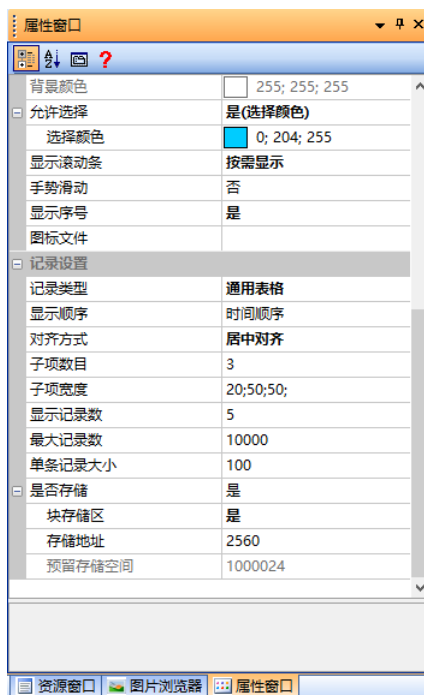 属性窗口
背景颜色 255; 255; 255
允许选择 是(选择颜色)
选择颜色 0; 204; 255
显示滚动条 按需显示
手势滑动 否
显示序号 是
图标文件
记录设置
记录类型 通用表格
显示顺序 时间顺序
对齐方式 居中对齐
子项数目 3
子项宽度 20;50;50;
显示记录数 5
最大记录数 10000
单条记录大小 100
是否存储 是
块存储区 是
存储地址 2560
预留存储空间 1000024
资源窗口 图片浏览器 属性窗口